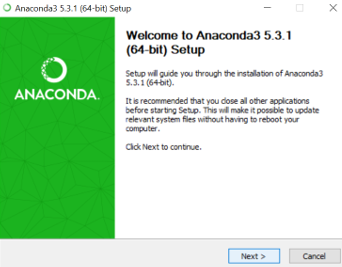 Anaconda3 5.3.1 (64-bit) Setup
Welcome to Anaconda3 5.3.1
(64-bit) Setup
Setup will guide you through the installation of Anaconda3
5.3.1 (64-bit).
It is recommended that you close all other applications
before starting Setup. This will make it possible to update
relevant system files without having to reboot your
computer.
Click Next to continue.
ANACONDA.
Next >
Cancel